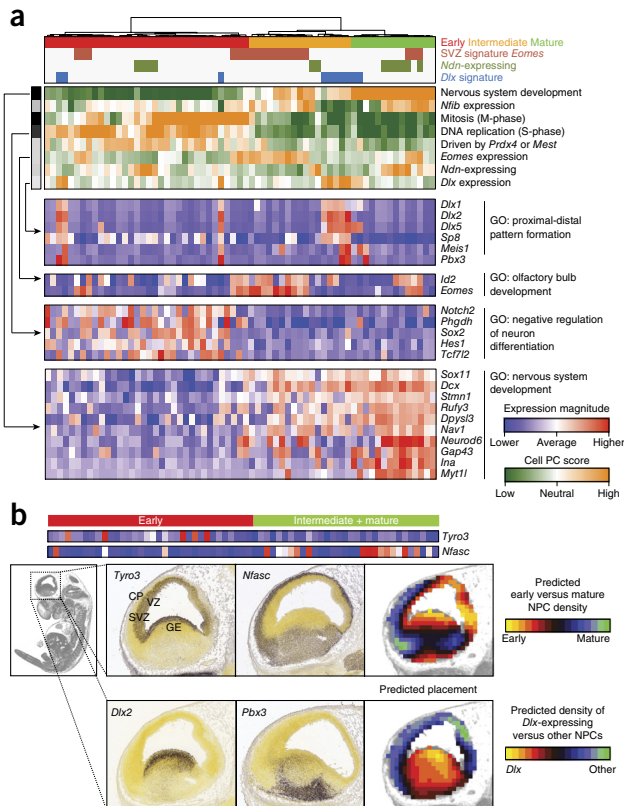 a
Early Intermediate Mature
SVZ signature Eomes
Ndn-expressing
Dlx signature
Nervous system development
Nfib expression
Mitosis (M-phase)
DNA replication (S-phase)
Driven by Prdx4 or Mest
Eomes expression
Ndn-expressing
Dlx expression
Dlx1
Dlx2
Dlx5
Sp8
Meis1
Pbx3
GO: proximal-distal
pattern formation
Id2
Eomes
GO: olfactory bulb
development
Notch2
Phgdh
Sox2
Hes1
Tcf7l2
GO: negative regulation
of neuron
differentiation
Sox11
Dcx
Stmn1
Rufy3
Dpysl3
Nav1
Neurod6
Gap43
Ina
Myt1l
GO: nervous system
development
Expression magnitude
Lower Average Higher
Cell PC score
Low Neutral High
b
Early Intermediate + mature
Tyro3
Nfasc
Tyro3
CP
VZ
SVZ
GE
Nfasc
Predicted
early versus mature
NPC density
Early Mature
Predicted placement
Dlx2
Pbx3
Predicted density of
Dlx-expressing
versus other NPCs
Dlx Other